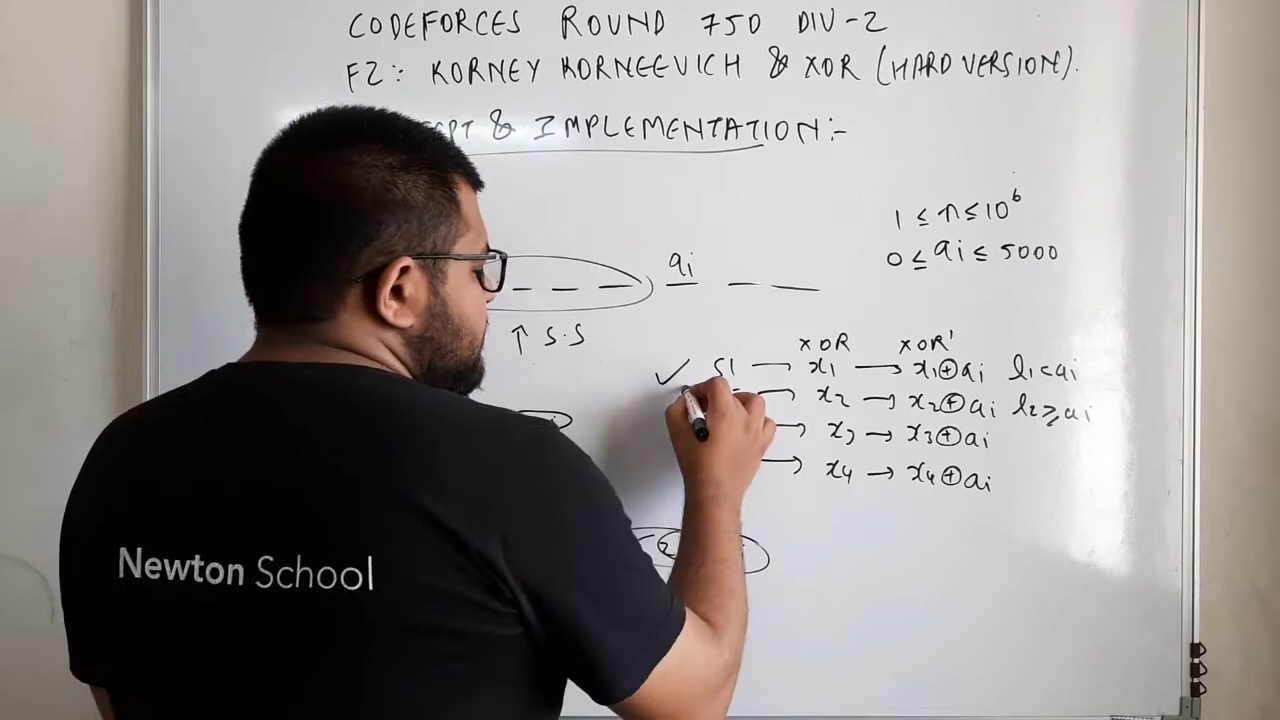 CODEFORCES ROUND 750 DIV-2
F2:- KORNEY KORNEEVICH & XOR (HARD VERSION).
& IMPLEMENTATION:-
1 ≤ n ≤ 10⁶
0 ≤ ai ≤ 5000
ai
↑ S.S
XOR XOR'
✓ S1 → x1 → x1⊕ai l1<ai
→ x2 → x2⊕ai l2≥ai
→ x3 → x3⊕ai
→ x4 → x4⊕ai
Newton School